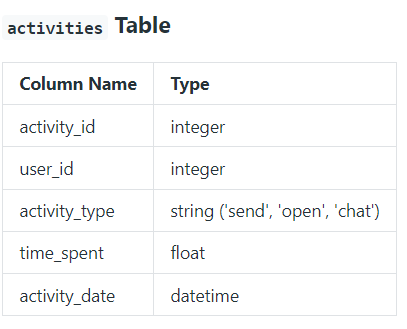 activities Table
Column Name Type
activity_id integer
user_id integer
activity_type string ('send', 'open', 'chat')
time_spent float
activity_date datetime